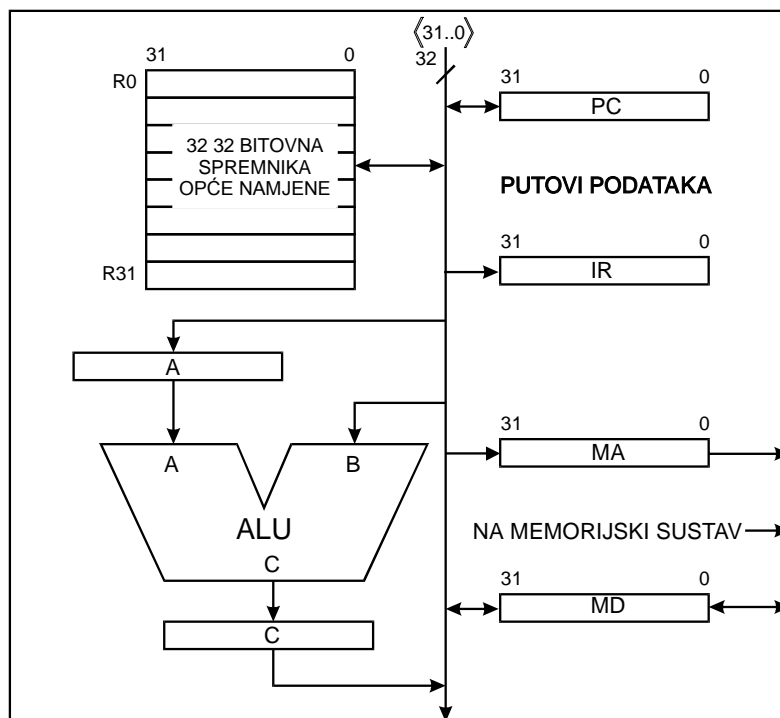 ⟨31..0⟩
31 0
32
R0
31 0
PC
32 32 BITOVNA
SPREMNIKA
OPĆE NAMJENE
PUTOVI PODATAKA
31 0
R31
IR
A
31 0
A
B
MA
ALU
NA MEMORIJSKI SUSTAV
C
31 0
MD
C